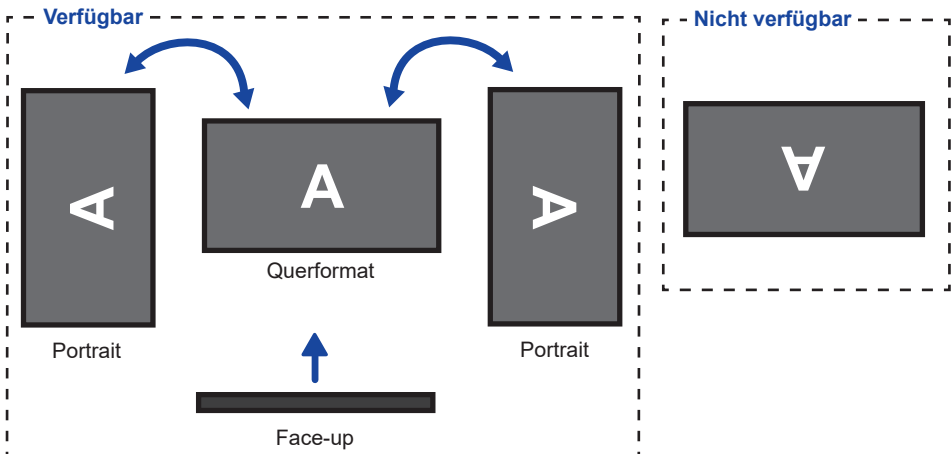 Verfügbar
Nicht verfügbar
A
A
A
A
Querformat
Portrait
Portrait
Face-up